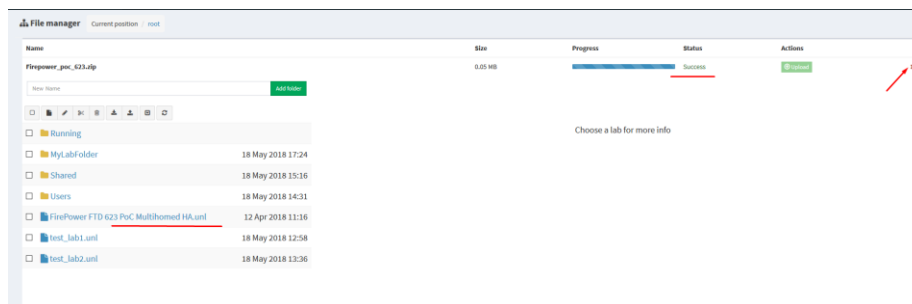 File manager Current position / root
Name Size Progress Status Actions
Firepower_poc_623.zip 0.05 MB Success Upload
New Name Add folder
Running
Choose a lab for more info
MyLabFolder 18 May 2018 17:24
Shared 18 May 2018 15:16
Users 18 May 2018 14:31
FirePower FTD 623 PoC Multihomed HA.unl 12 Apr 2018 11:16
test_lab1.unl 18 May 2018 12:58
test_lab2.unl 18 May 2018 13:36